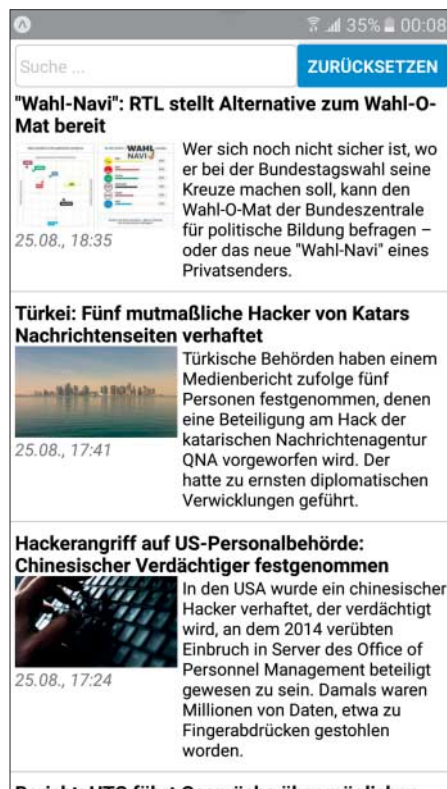 35% 00:08
Suche ...
ZURÜCKSETZEN
"Wahl-Navi": RTL stellt Alternative zum Wahl-O-
Mat bereit
WAHL
NAVI
Wer sich noch nicht sicher ist, wo
er bei der Bundestagswahl seine
Kreuze machen soll, kann den
Wahl-O-Mat der Bundeszentrale
für politische Bildung befragen –
oder das neue "Wahl-Navi" eines
Privatsenders.
25.08., 18:35
Türkei: Fünf mutmaßliche Hacker von Katars
Nachrichtenseiten verhaftet
Türkische Behörden haben einem
Medienbericht zufolge fünf
Personen festgenommen, denen
eine Beteiligung am Hack der
katarischen Nachrichtenagentur
QNA vorgeworfen wird. Der
hatte zu ernsten diplomatischen
Verwicklungen geführt.
25.08., 17:41
Hackerangriff auf US-Personalbehörde:
Chinesischer Verdächtiger festgenommen
In den USA wurde ein chinesischer
Hacker verhaftet, der verdächtigt
wird, an dem 2014 verübten
Einbruch in Server des Office of
Personnel Management beteiligt
gewesen zu sein. Damals waren
Millionen von Daten, etwa zu
Fingerabdrücken gestohlen
worden.
25.08., 17:24